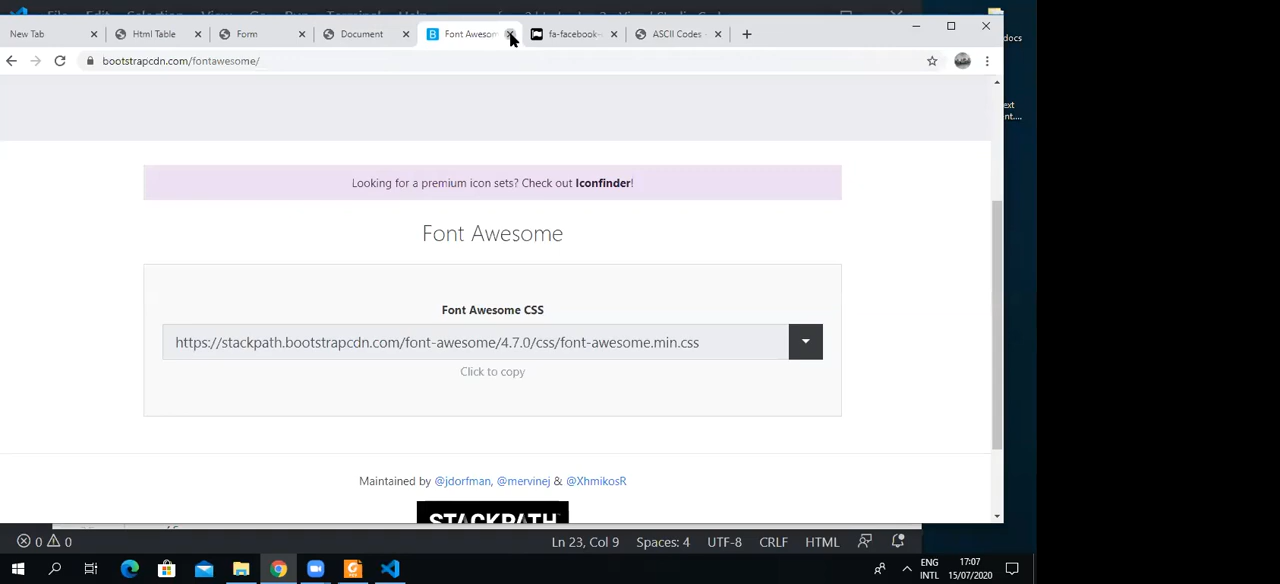 New Tab
Html Table
Form
Document
Font Awesom
fa-facebook-
ASCII Codes
bootstrapcdn.com/fontawesome/
docs
ext
nt....
Looking for a premium icon sets? Check out Iconfinder!
Font Awesome
Font Awesome CSS
https://stackpath.bootstrapcdn.com/font-awesome/4.7.0/css/font-awesome.min.css
Click to copy
Maintained by @jdorfman, @mervinej & @XhmikosR
STACKPATH
0 0
Ln 23, Col 9
Spaces: 4
UTF-8
CRLF
HTML
ENG
INTL
17:07
15/07/2020